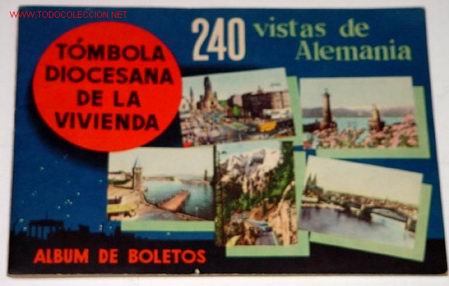 www.TODOCOLECCION.NET
TÓMBOLA
DIOCESANA
DE LA
VIVIENDA
240 vistas de
Alemania
ALBUM DE BOLETOS